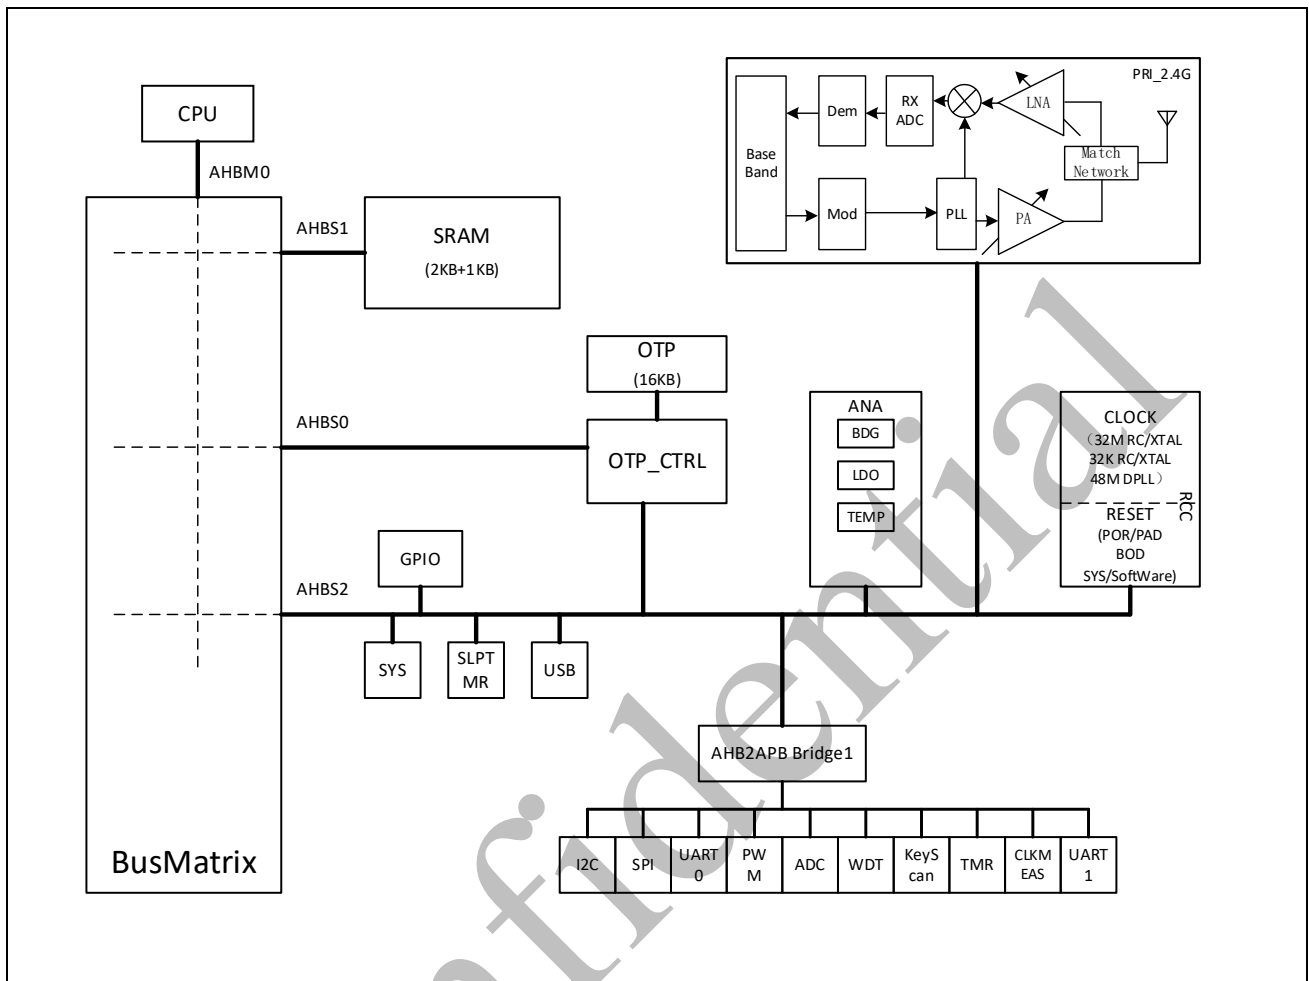 CPU
AHBM0
AHBS1
SRAM
(2KB+1KB)
PRI_2.4G
Base
Band
Dem
RX
ADC
LNA
Match
Network
Mod
PLL
PA
OTP
(16KB)
AHBS0
OTP_CTRL
ANA
BDG
LDO
TEMP
CLOCK
（32M RC/XTAL
32K RC/XTAL
48M DPLL）
RCC
RESET
(POR/PAD
BOD
SYS/SoftWare)
GPIO
AHBS2
SYS
SLPT
MR
USB
AHB2APB Bridge1
BusMatrix
I2C
SPI
UART
0
PW
M
ADC
WDT
KeyS
can
TMR
CLKM
EAS
UART
1
nfidential